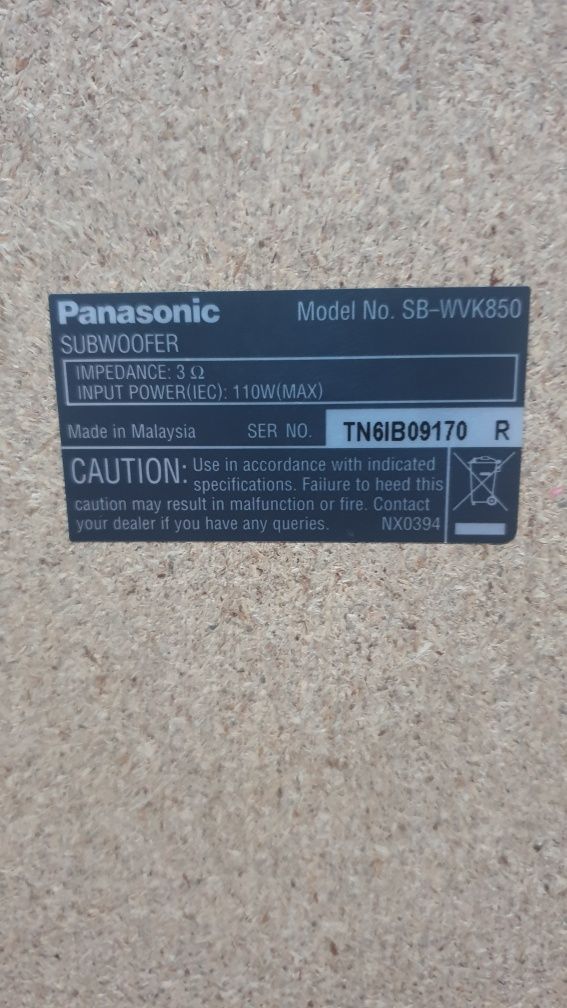 Panasonic Model No. SB-WVK850
SUBWOOFER
IMPEDANCE: 3 Ω
INPUT POWER(IEC): 110W(MAX)
Made in Malaysia SER NO. TN6IB09170 R
CAUTION: Use in accordance with indicated
specifications. Failure to heed this
caution may result in malfunction or fire. Contact
your dealer if you have any queries. NX0394